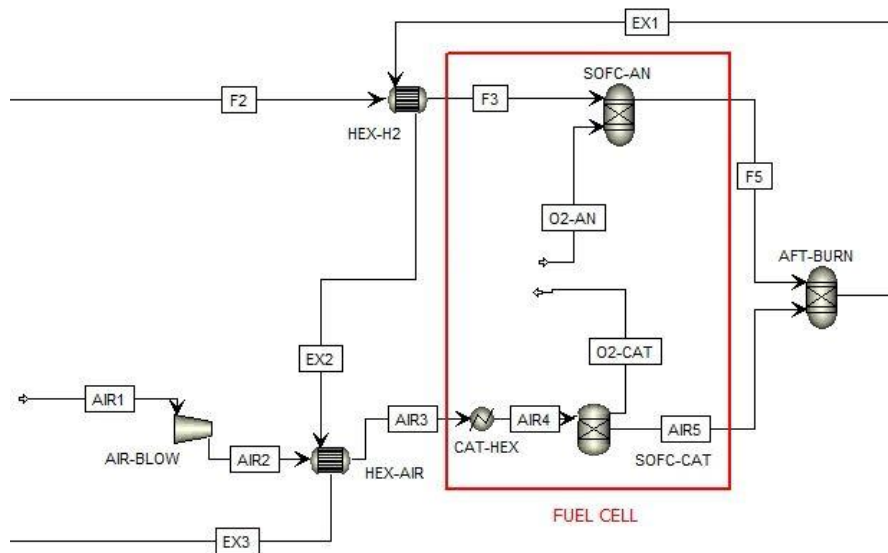 EX1
SOFC-AN
F2
F3
HEX-H2
F5
O2-AN
AFT-BURN
EX2
O2-CAT
AIR1
AIR3
AIR4
AIR5
AIR-BLOW
AIR2
CAT-HEX
SOFC-CAT
HEX-AIR
FUEL CELL
EX3